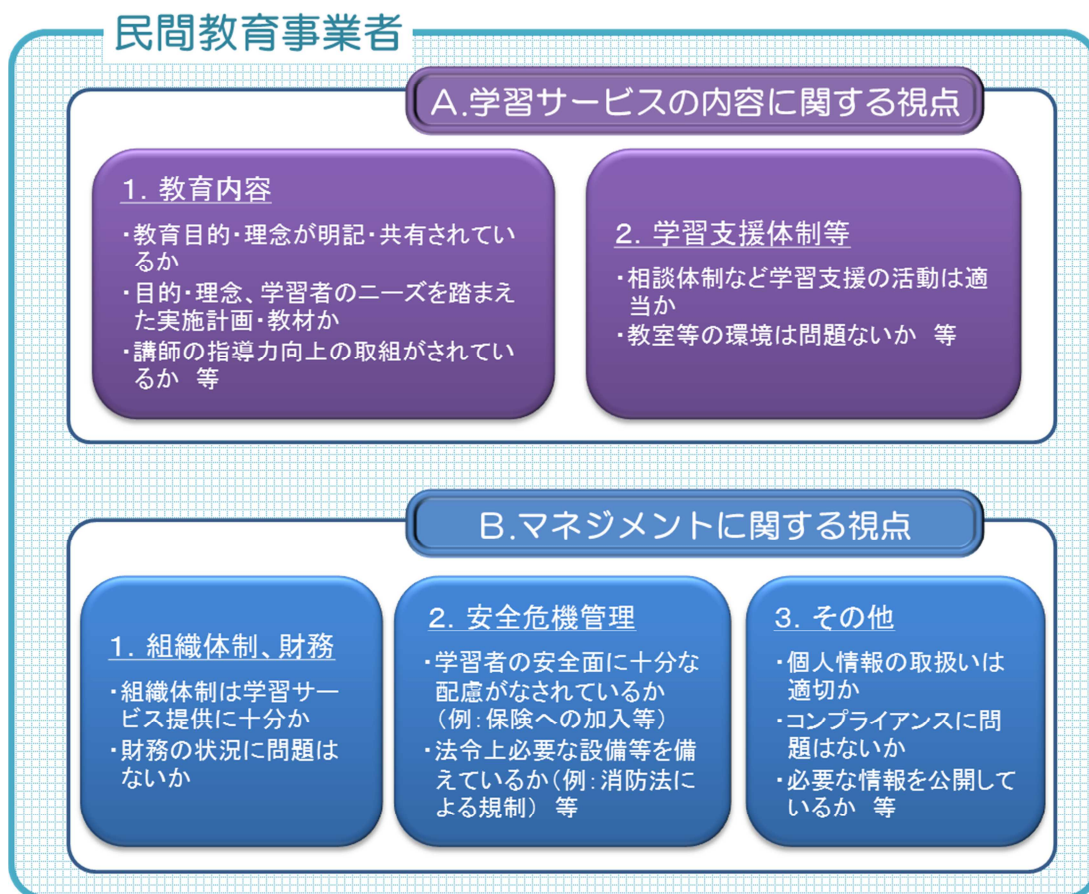 民間教育事業者
A.学習サービスの内容に関する視点
1. 教育内容
・教育目的・理念が明記・共有されてい
るか
・目的・理念、学習者のニーズを踏まえ
た実施計画・教材か
・講師の指導力向上の取組がされてい
るか 等
2. 学習支援体制等
・相談体制など学習支援の活動は適
当か
・教室等の環境は問題ないか 等
B.マネジメントに関する視点
1. 組織体制、財務
・組織体制は学習サー
ビス提供に十分か
・財務の状況に問題は
ないか
2. 安全危機管理
・学習者の安全面に十分な
配慮がなされているか
(例:保険への加入等)
・法令上必要な設備等を備
えているか(例:消防法に
よる規制) 等
3. その他
・個人情報の取扱いは
適切か
・コンプライアンスに問
題はないか
・必要な情報を公開して
いるか 等